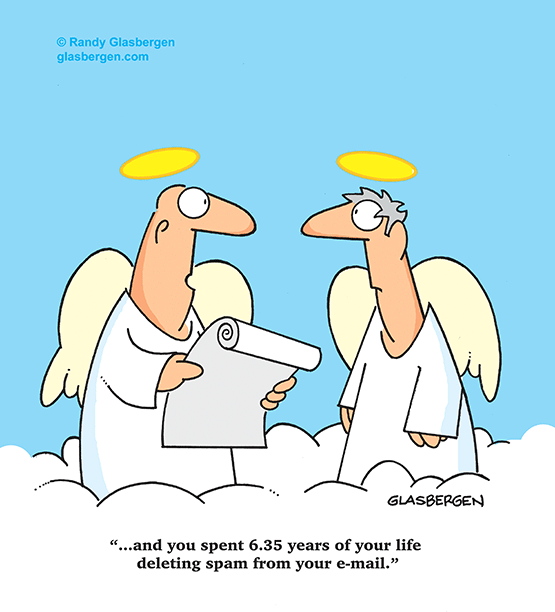 © Randy Glasbergen
glasbergen.com
GLASBERGEN
“...and you spent 6.35 years of your life
deleting spam from your e-mail.”